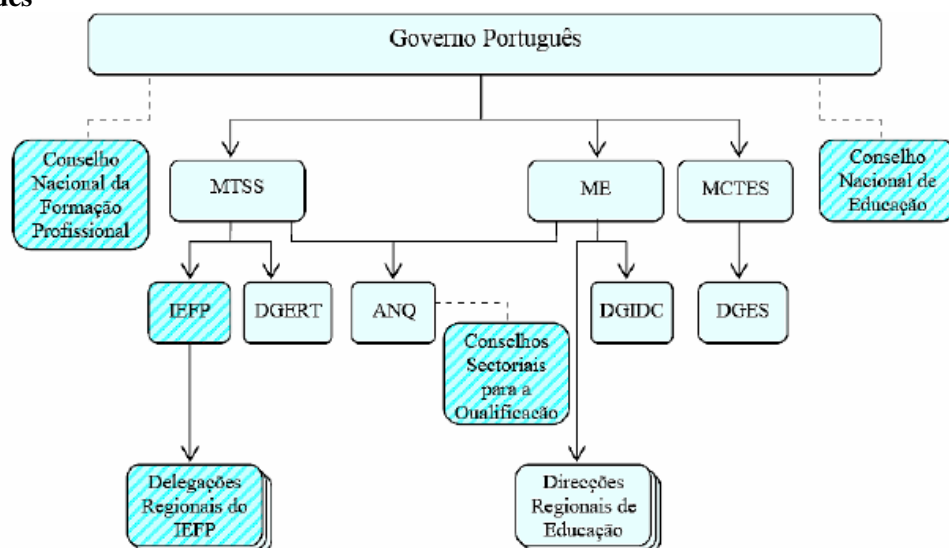 Governo Português
Conselho
Nacional da
Formação
Profissional
MTSS
ME
MCTES
Conselho
Nacional de
Educação
IEFP
DGERT
ANQ
DGIDC
DGES
Conselhos
Sectoriais
para a
Qualificação
Delegações
Regionais do
IEFP
Direcções
Regionais de
Educação